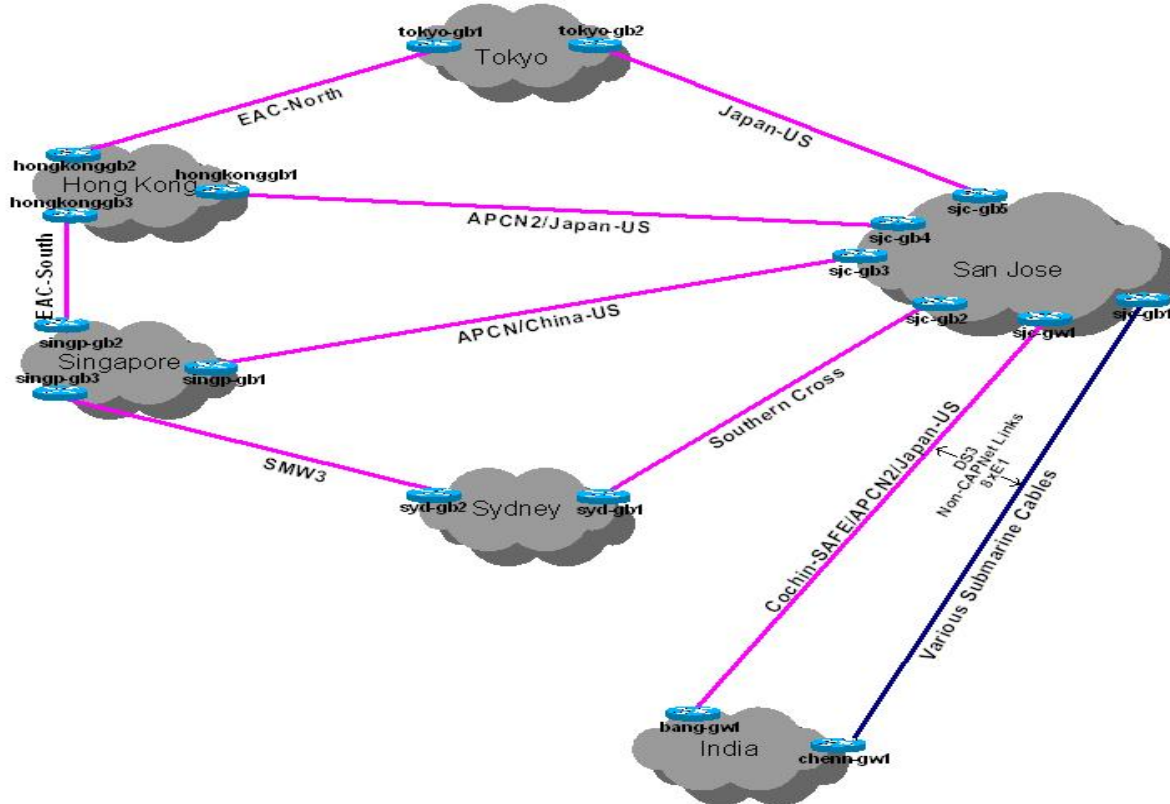 tokyo-gb1
tokyo-gb2
Tokyo
EAC-North
Japan-US
hongkonggb2
hongkonggb1
Hong Kong
hongkonggb3
APCN2/Japan-US
sjc-gb5
sjc-gb4
sjc-gb3
San Jose
sjc-gb2
sjc-gw1
sjc-gb1
EAC-South
APCN/China-US
singp-gb2
Singapore
singp-gb1
singp-gb3
SMW3
Southern Cross
syd-gb2
Sydney
syd-gb1
Cochin-SAFE/APCN2/Japan-US
DS3
Non-CAPNet Links
8xE1
Various Submarine Cables
bang-gw1
India
chenn-gw1